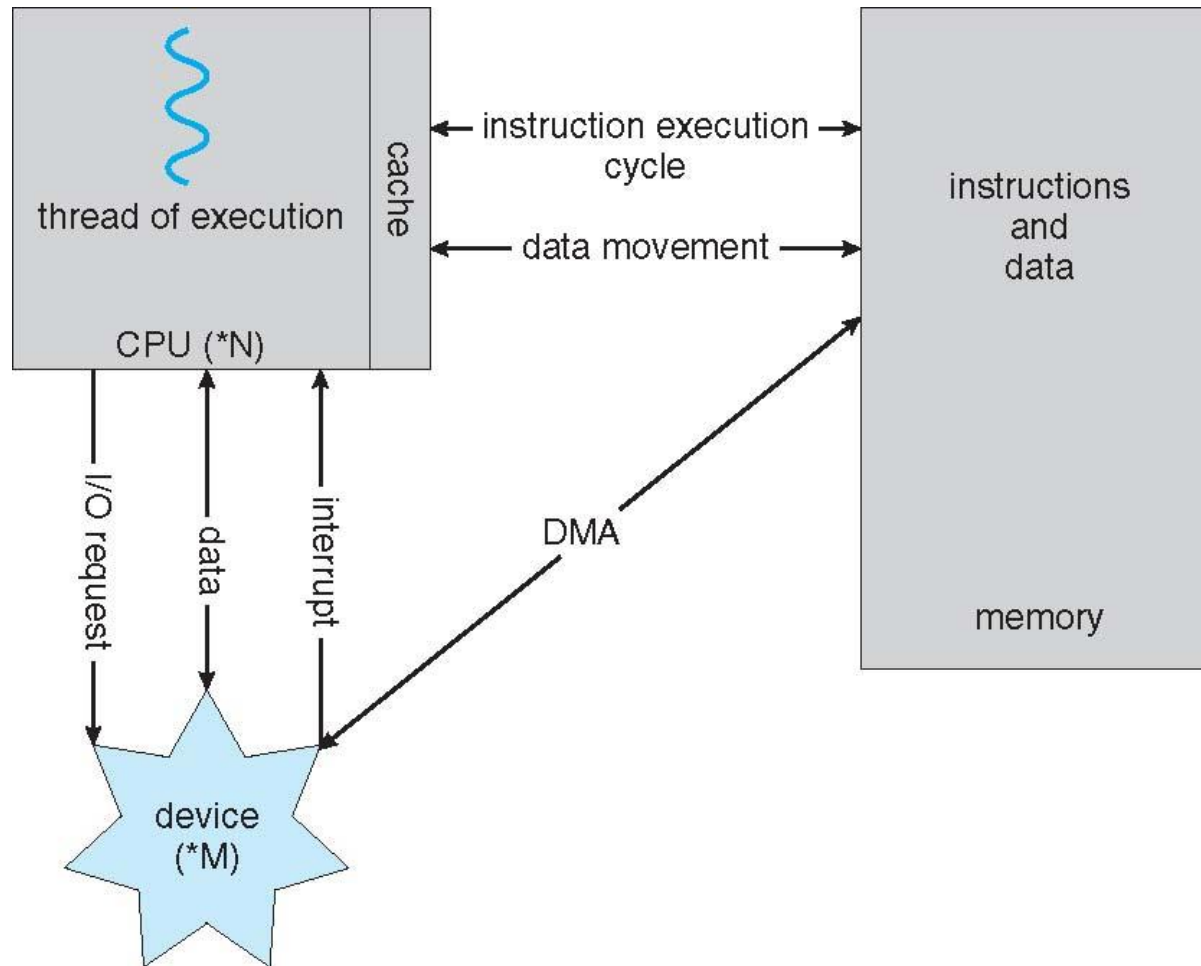 thread of execution
cache
CPU (*N)
instruction execution
cycle
data movement
instructions
and
data
memory
I/O request
data
interrupt
DMA
device
(*M)